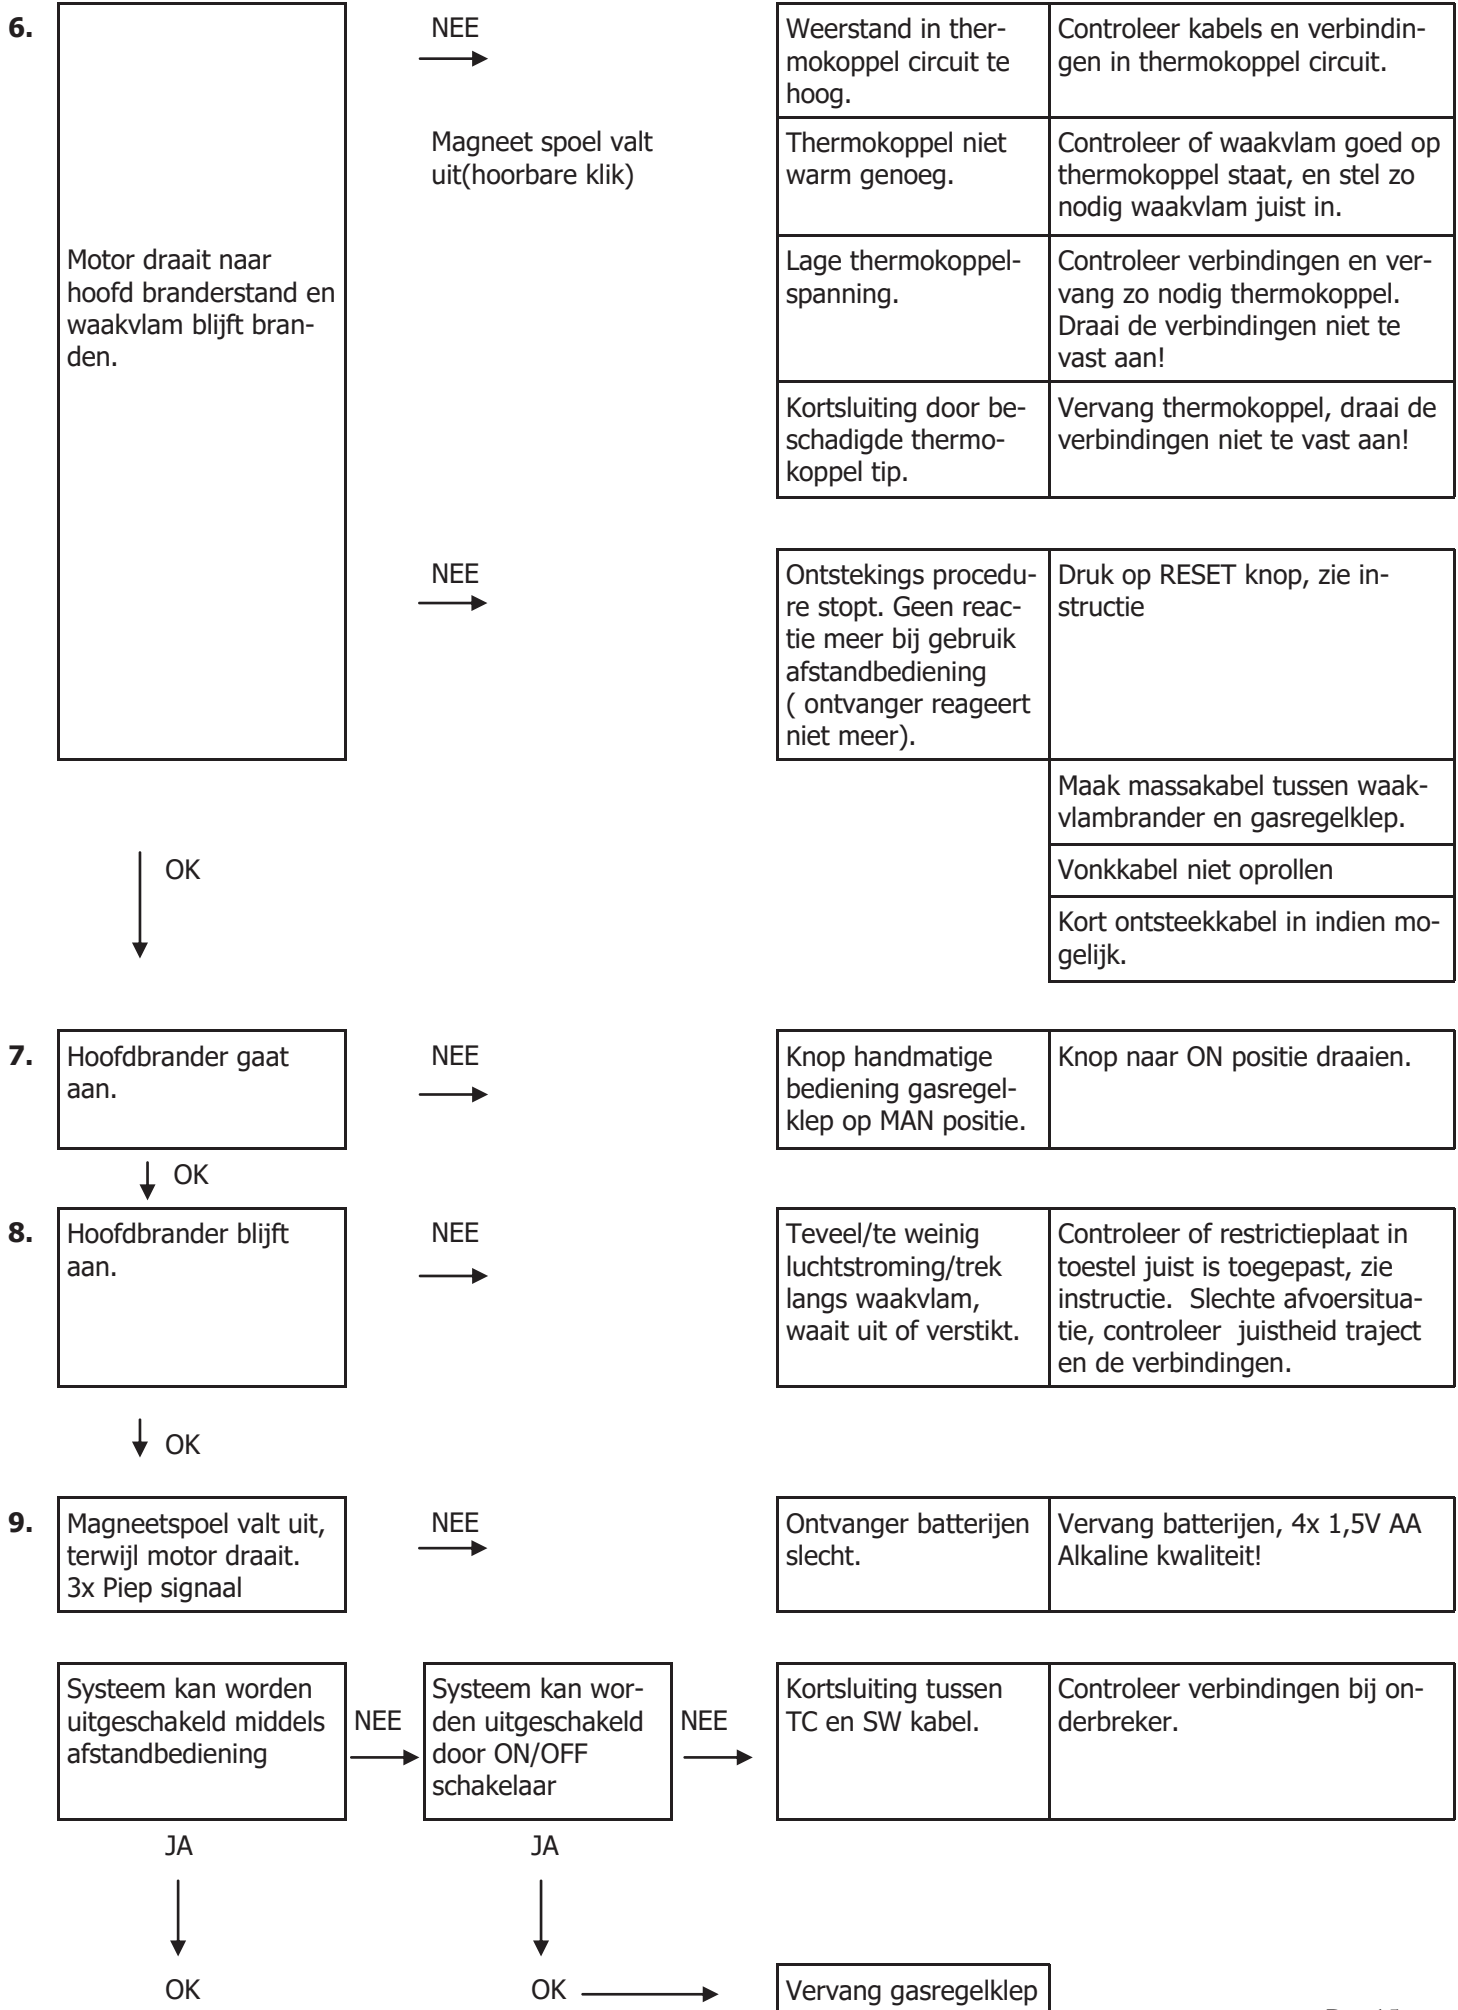 6.
Motor draait naar
hoofd branderstand en
waakvlam blijft bran-
den.
NEE
Magneet spoel valt
uit(hoorbare klik)
Weerstand in ther-
mokoppel circuit te
hoog.
Controleer kabels en verbindin-
gen in thermokoppel circuit.
Thermokoppel niet
warm genoeg.
Controleer of waakvlam goed op
thermokoppel staat, en stel zo
nodig waakvlam juist in.
Lage thermokoppel-
spanning.
Controleer verbindingen en ver-
vang zo nodig thermokoppel.
Draai de verbindingen niet te
vast aan!
Kortsluiting door be-
schadigde thermo-
koppel tip.
Vervang thermokoppel, draai de
verbindingen niet te vast aan!
NEE
Ontstekings procedu-
re stopt. Geen reac-
tie meer bij gebruik
afstandbediening
( ontvanger reageert
niet meer).
Druk op RESET knop, zie in-
structie
Maak massakabel tussen waak-
vlambrander en gasregelklep.
Vonkkabel niet oprollen
Kort ontsteekkabel in indien mo-
gelijk.
OK
7.
Hoofdbrander gaat
aan.
NEE
Knop handmatige
bediening gasregel-
klep op MAN positie.
Knop naar ON positie draaien.
OK
8.
Hoofdbrander blijft
aan.
NEE
Teveel/te weinig
luchtstroming/trek
langs waakvlam,
waait uit of verstikt.
Controleer of restrictieplaat in
toestel juist is toegepast, zie
instructie.  Slechte afvoersitua-
tie, controleer  juistheid traject
en de verbindingen.
OK
9.
Magneetspoel valt uit,
terwijl motor draait.
3x Piep signaal
NEE
Ontvanger batterijen
slecht.
Vervang batterijen, 4x 1,5V AA
Alkaline kwaliteit!
Systeem kan worden
uitgeschakeld middels
afstandbediening
NEE
Systeem kan wor-
den uitgeschakeld
door ON/OFF
schakelaar
NEE
Kortsluiting tussen
TC en SW kabel.
Controleer verbindingen bij on-
derbreker.
JA
JA
OK
OK
Vervang gasregelklep